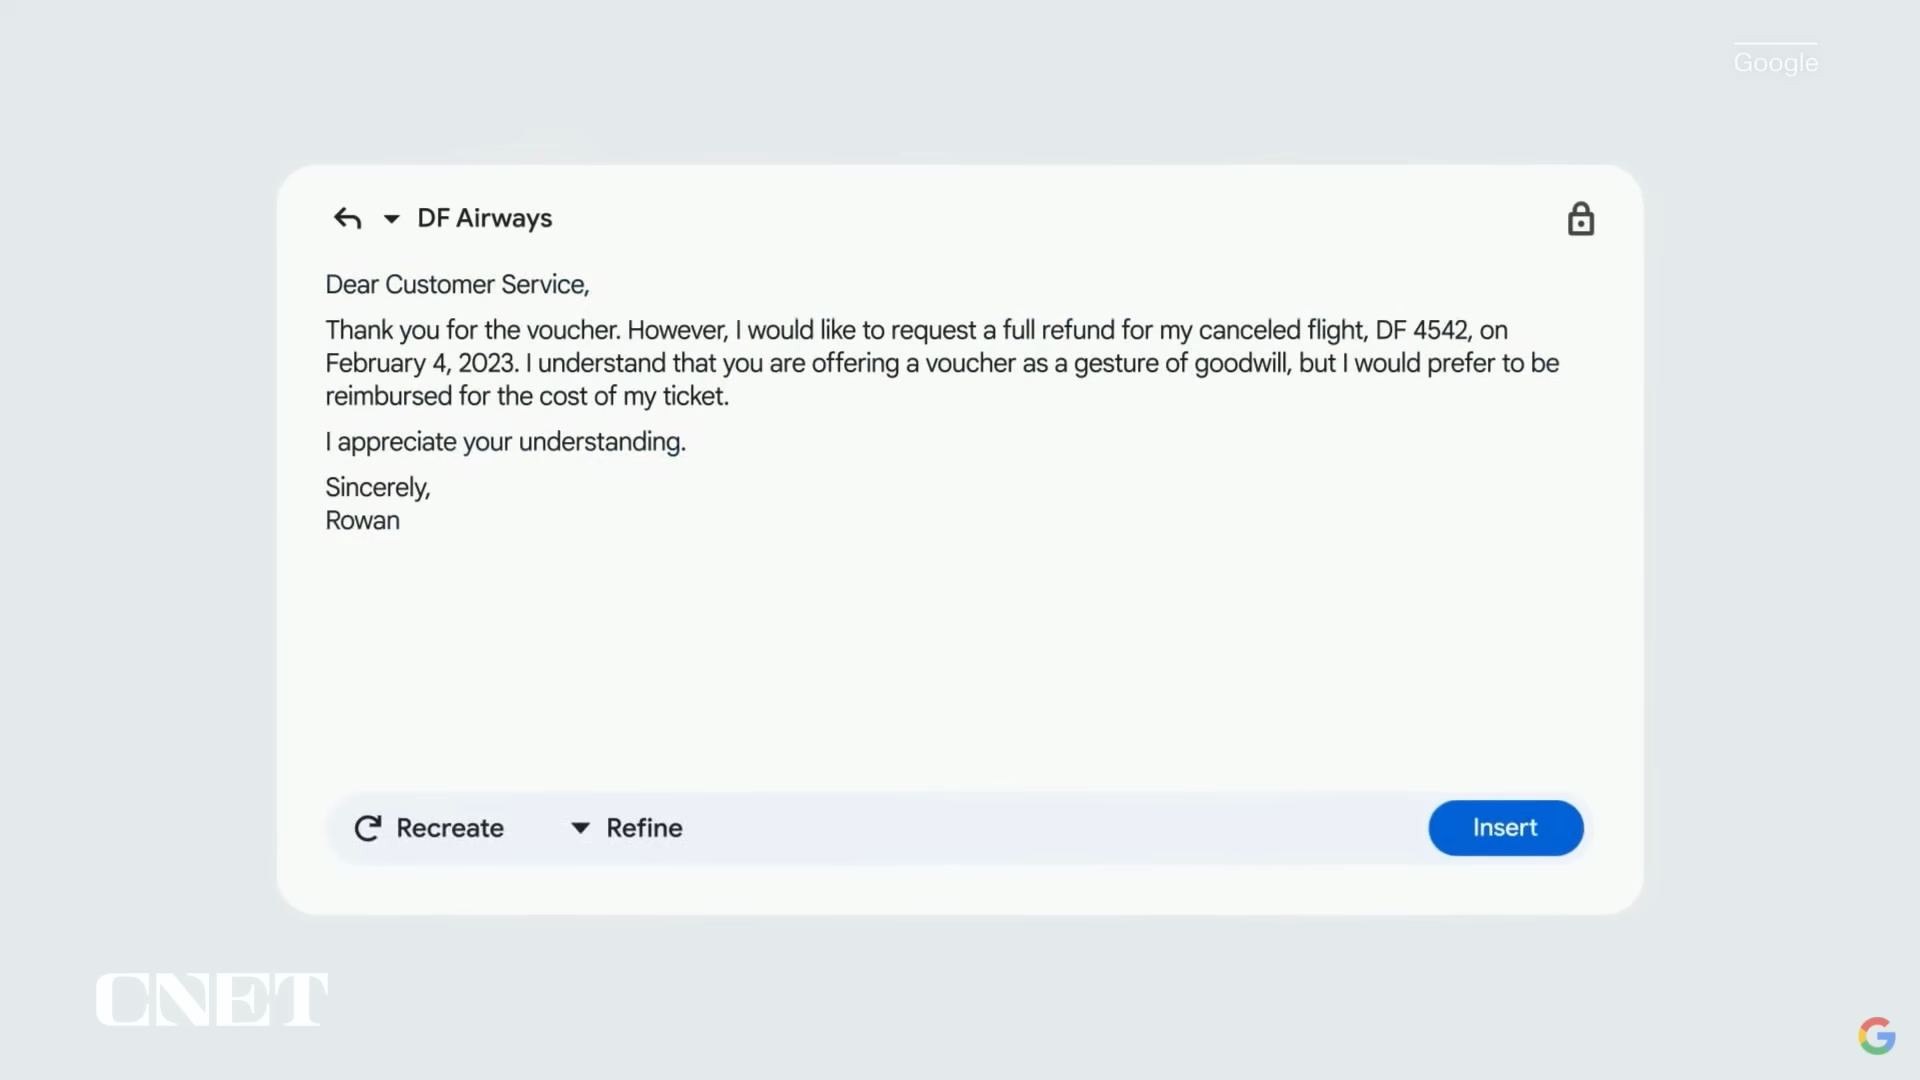 Google
DF Airways
Dear Customer Service,
Thank you for the voucher. However, I would like to request a full refund for my canceled flight, DF 4542, on
February 4, 2023. I understand that you are offering a voucher as a gesture of goodwill, but I would prefer to be
reimbursed for the cost of my ticket.
I appreciate your understanding.
Sincerely,
Rowan
Recreate
Refine
Insert
CNET
G